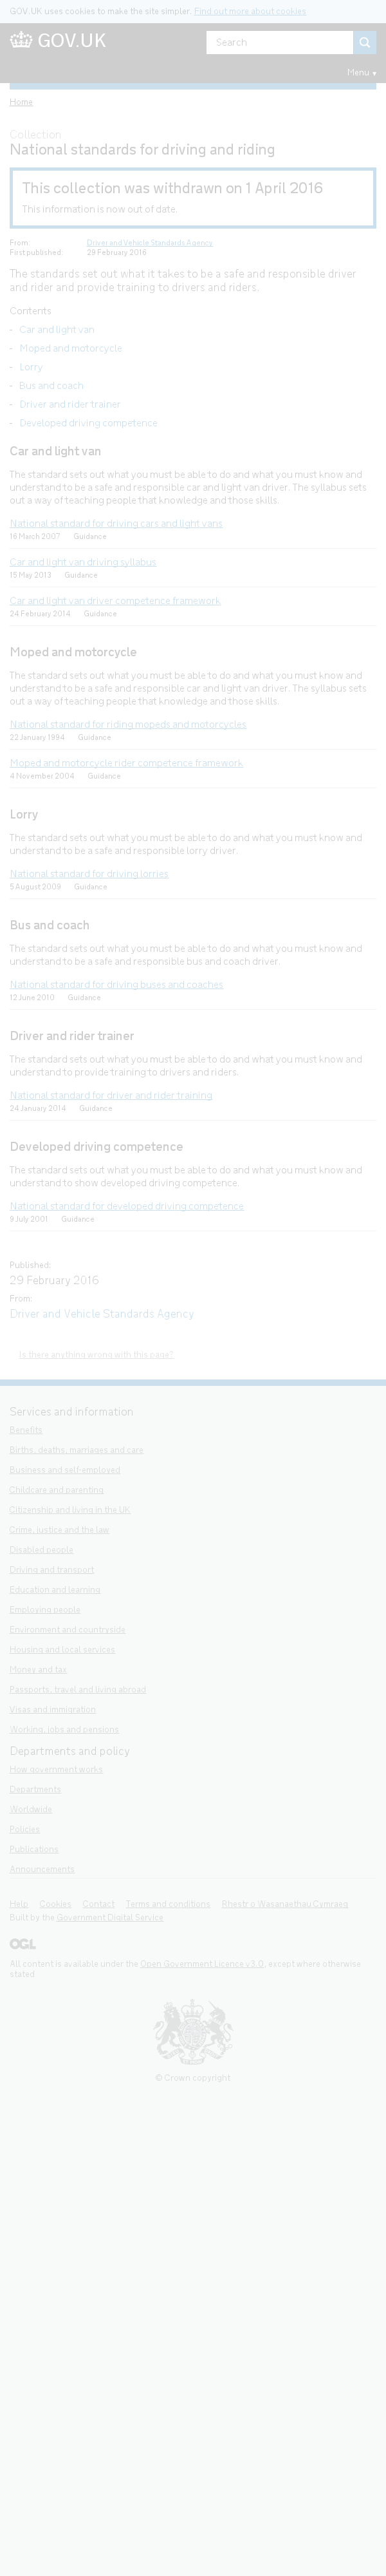 GOV.UK uses cookies to make the site simpler. Find out more about cookies
GOV.UK
Search
Menu ▾
Home
Collection
National standards for driving and riding
This collection was withdrawn on 1 April 2016
This information is now out of date.
From: Driver and Vehicle Standards Agency
First published: 29 February 2016
The standards set out what it takes to be a safe and responsible driver
and rider and provide training to drivers and riders.
Contents
- Car and light van
- Moped and motorcycle
- Lorry
- Bus and coach
- Driver and rider trainer
- Developed driving competence
Car and light van
The standard sets out what you must be able to do and what you must know and
understand to be a safe and responsible car and light van driver. The syllabus sets
out a way of teaching people that knowledge and those skills.
National standard for driving cars and light vans
16 March 2007 Guidance
Car and light van driving syllabus
15 May 2013 Guidance
Car and light van driver competence framework
24 February 2014 Guidance
Moped and motorcycle
The standard sets out what you must be able to do and what you must know and
understand to be a safe and responsible car and light van driver. The syllabus sets
out a way of teaching people that knowledge and those skills.
National standard for riding mopeds and motorcycles
22 January 1994 Guidance
Moped and motorcycle rider competence framework
4 November 2004 Guidance
Lorry
The standard sets out what you must be able to do and what you must know and
understand to be a safe and responsible lorry driver.
National standard for driving lorries
5 August 2009 Guidance
Bus and coach
The standard sets out what you must be able to do and what you must know and
understand to be a safe and responsible bus and coach driver.
National standard for driving buses and coaches
12 June 2010 Guidance
Driver and rider trainer
The standard sets out what you must be able to do and what you must know and
understand to provide training to drivers and riders.
National standard for driver and rider training
24 January 2014 Guidance
Developed driving competence
The standard sets out what you must be able to do and what you must know and
understand to show developed driving competence.
National standard for developed driving competence
9 July 2001 Guidance
Published:
29 February 2016
From:
Driver and Vehicle Standards Agency
Is there anything wrong with this page?
Services and information
Benefits
Births, deaths, marriages and care
Business and self-employed
Childcare and parenting
Citizenship and living in the UK
Crime, justice and the law
Disabled people
Driving and transport
Education and learning
Employing people
Environment and countryside
Housing and local services
Money and tax
Passports, travel and living abroad
Visas and immigration
Working, jobs and pensions
Departments and policy
How government works
Departments
Worldwide
Policies
Publications
Announcements
Help Cookies Contact Terms and conditions Rhestr o Wasanaethau Cymraeg
Built by the Government Digital Service
OGL
All content is available under the Open Government Licence v3.0, except where otherwise
stated
© Crown copyright